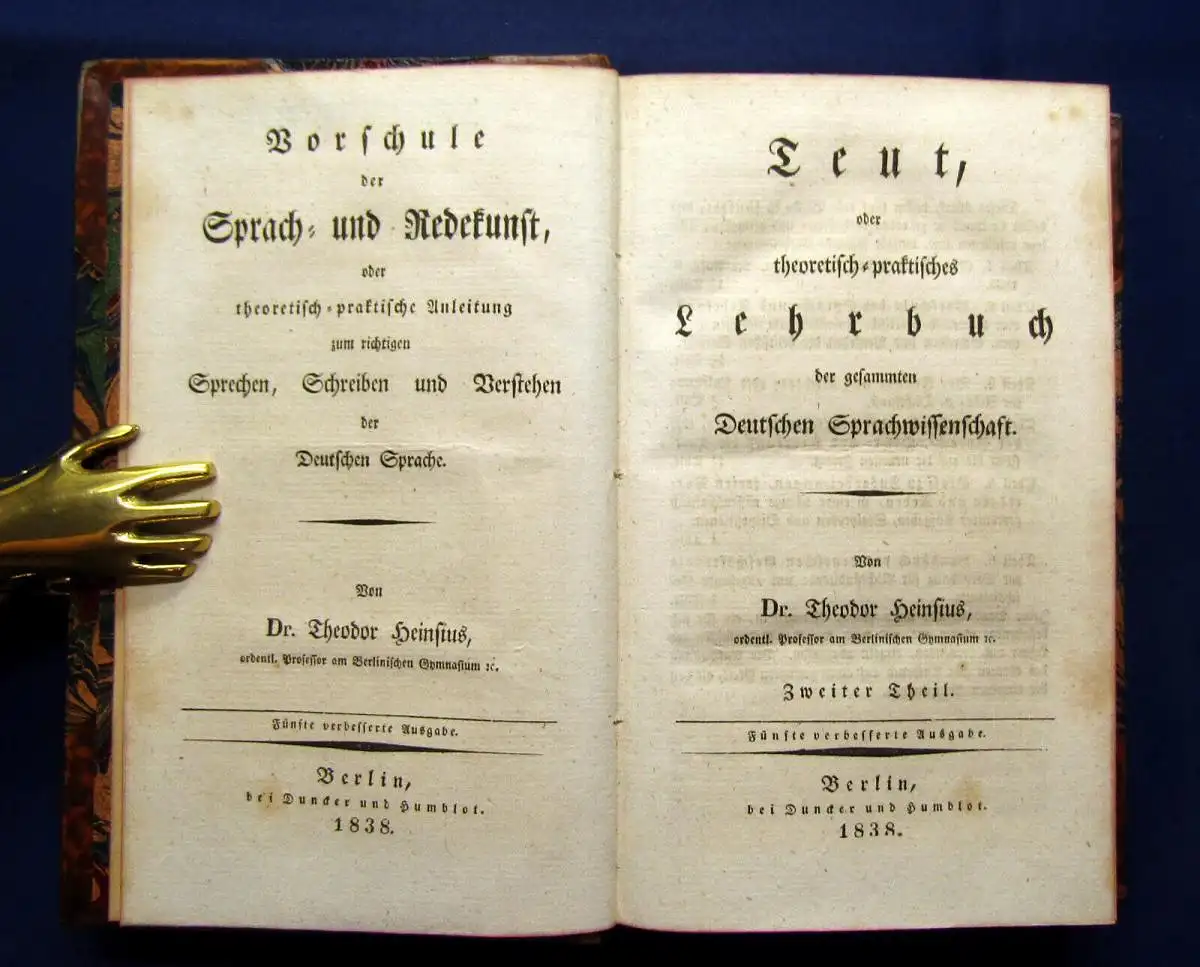 Vorschule
der
Sprach- und Redekunst,
oder
theoretisch-praktische Anleitung
zum richtigen
Sprechen, Schreiben und Verstehen
der
Deutschen Sprache.
Von
Dr. Theodor Heinsius,
ordentl. Professor am Berlinischen Gymnasium ꝛc.
Fünfte verbesserte Ausgabe.
Berlin,
bei Duncker und Humblot.
1838.
Teut,
oder
theoretisch-praktisches
Lehrbuch
der gesammten
Deutschen Sprachwissenschaft.
Von
Dr. Theodor Heinsius,
ordentl. Professor am Berlinischen Gymnasium ꝛc.
Zweiter Theil.
Fünfte verbesserte Ausgabe.
Berlin,
bei Duncker und Humblot.
1838.